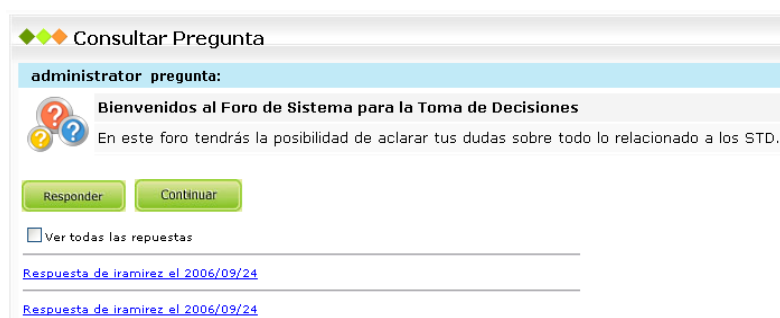 Consultar Pregunta
administrator pregunta:
Bienvenidos al Foro de Sistema para la Toma de Decisiones
En este foro tendrás la posibilidad de aclarar tus dudas sobre todo lo relacionado a los STD.
Responder Continuar
Ver todas las repuestas
Respuesta de iramirez el 2006/09/24
Respuesta de iramirez el 2006/09/24